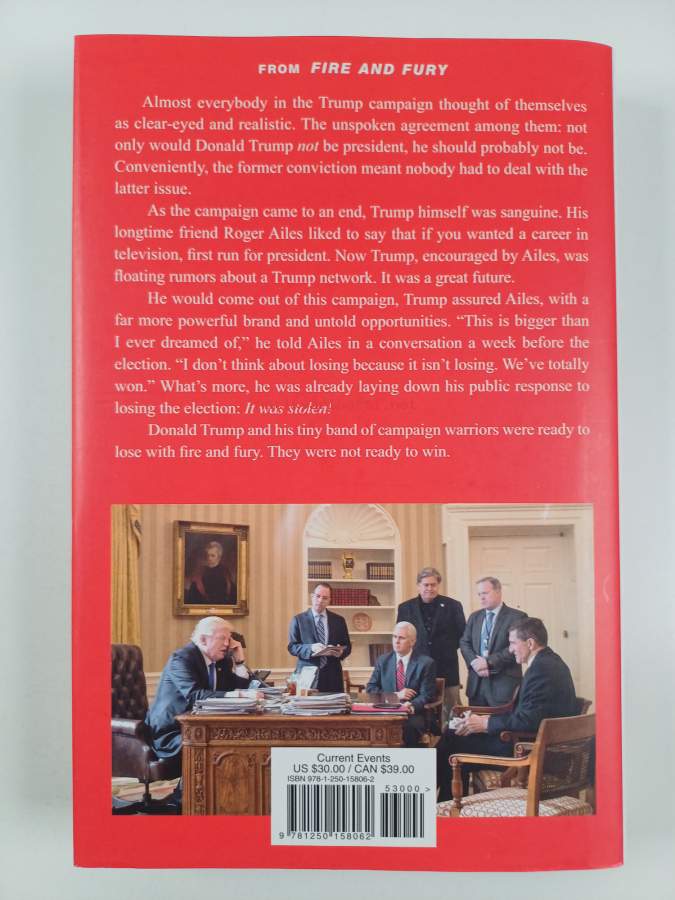 FROM FIRE AND FURY
Almost everybody in the Trump campaign thought of themselves
as clear-eyed and realistic. The unspoken agreement among them: not
only would Donald Trump not be president, he should probably not be.
Conveniently, the former conviction meant nobody had to deal with the
latter issue.
As the campaign came to an end, Trump himself was sanguine. His
longtime friend Roger Ailes liked to say that if you wanted a career in
television, first run for president. Now Trump, encouraged by Ailes, was
floating rumors about a Trump network. It was a great future.
He would come out of this campaign, Trump assured Ailes, with a
far more powerful brand and untold opportunities. “This is bigger than
I ever dreamed of,” he told Ailes in a conversation a week before the
election. “I don’t think about losing because it isn’t losing. We’ve totally
won.” What’s more, he was already laying down his public response to
losing the election: It was stolen!
Donald Trump and his tiny band of campaign warriors were ready to
lose with fire and fury. They were not ready to win.
Current Events
US $30.00 / CAN $39.00
ISBN 978-1-250-15806-2
53000>
9 781250 158062